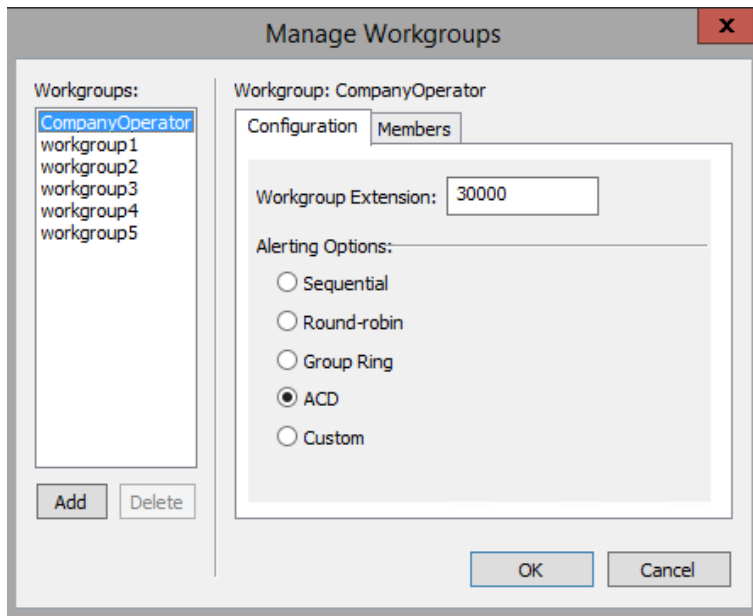 Manage Workgroups
x
Workgroups:
CompanyOperator
workgroup1
workgroup2
workgroup3
workgroup4
workgroup5
Add
Delete
Workgroup: CompanyOperator
Configuration
Members
Workgroup Extension:
30000
Alerting Options:
Sequential
Round-robin
Group Ring
ACD
Custom
OK
Cancel